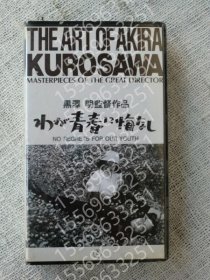 THE ART OF AKIRA
KUROSAWA
MASTERPIECES OF THE GREAT DIRECTOR
黒澤 明監督作品
わが青春に悔なし
NO REGRETS FOR OUR YOUTH
15569633251